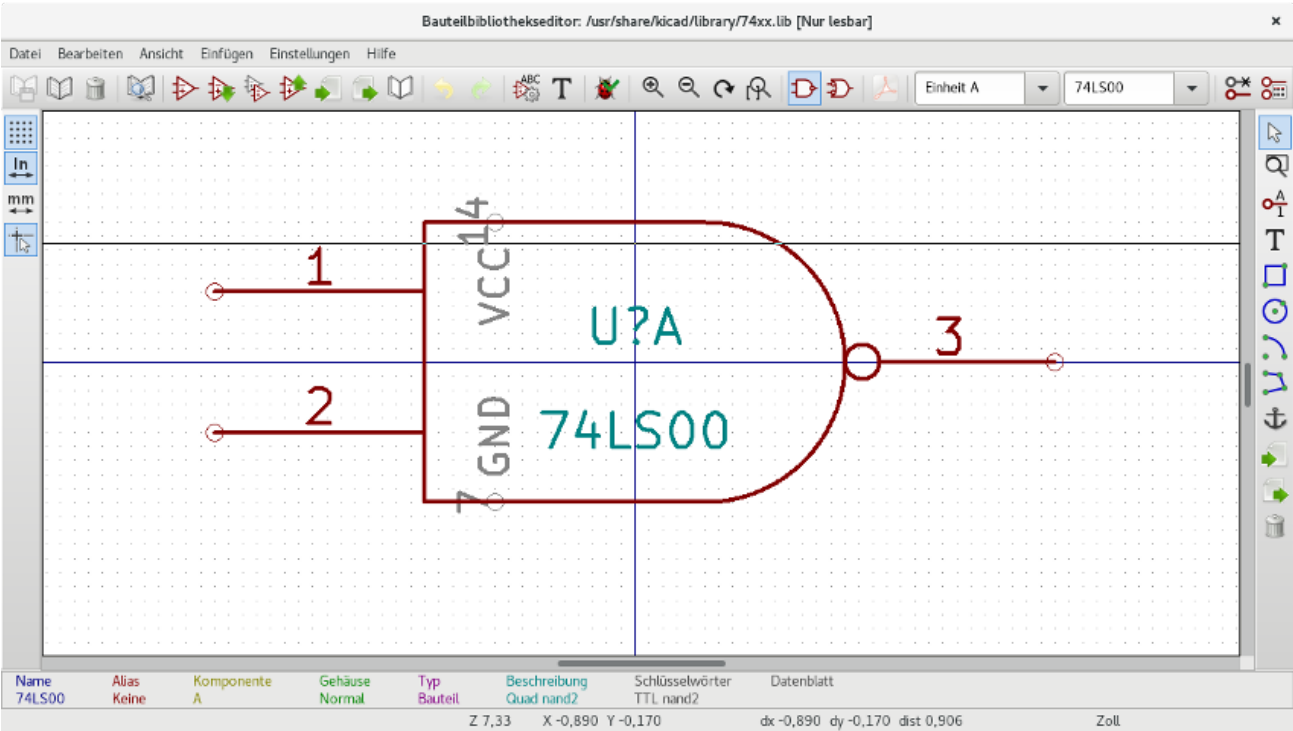 Bauteilbibliothekseditor: /usr/share/kicad/library/74xx.lib [Nur lesbar]
Datei Bearbeiten Ansicht Einfügen Einstellungen Hilfe
ABC T Einheit A 74LS00
In
mm
A
1
T
14
VCC
1
U?A
3
2
GND
74LS00
7
Name Alias Komponente Gehäuse Typ Beschreibung Schlüsselwörter Datenblatt
74LS00 Keine A Normal Bauteil Quad nand2 TTL nand2
Z 7,33 X -0,890 Y -0,170 dx -0,890 dy -0,170 dist 0,906 Zoll